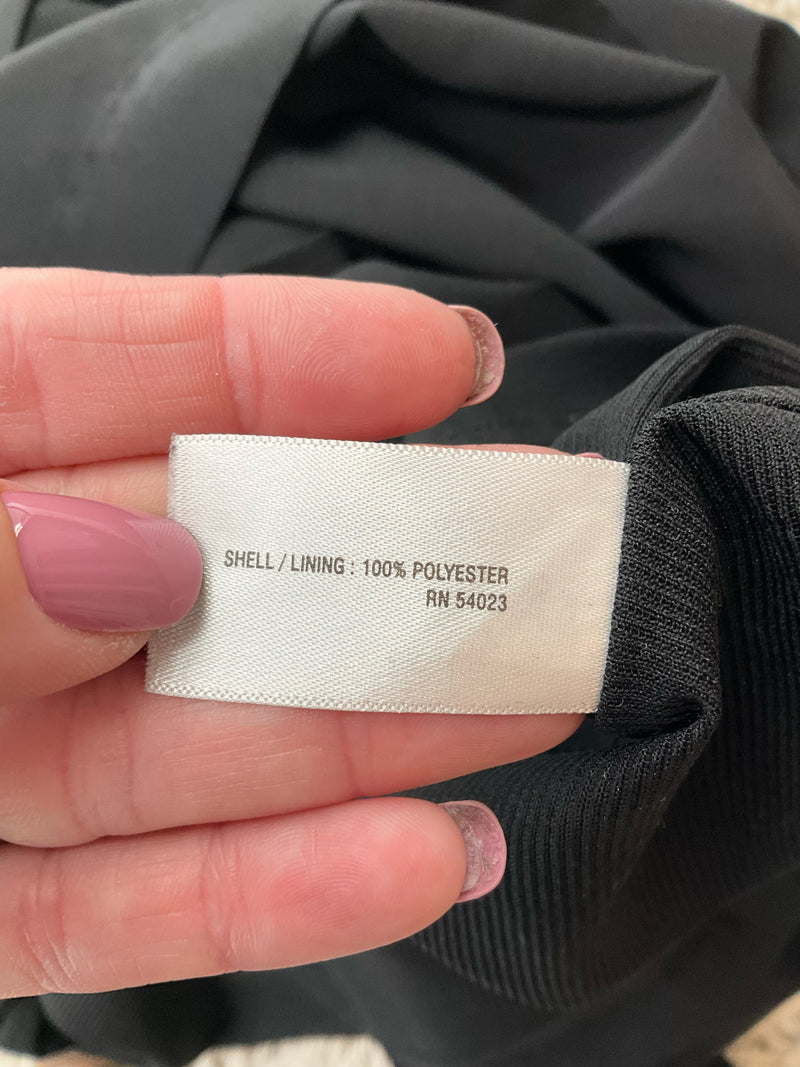 SHELL / LINING : 100% POLYESTER
RN 54023